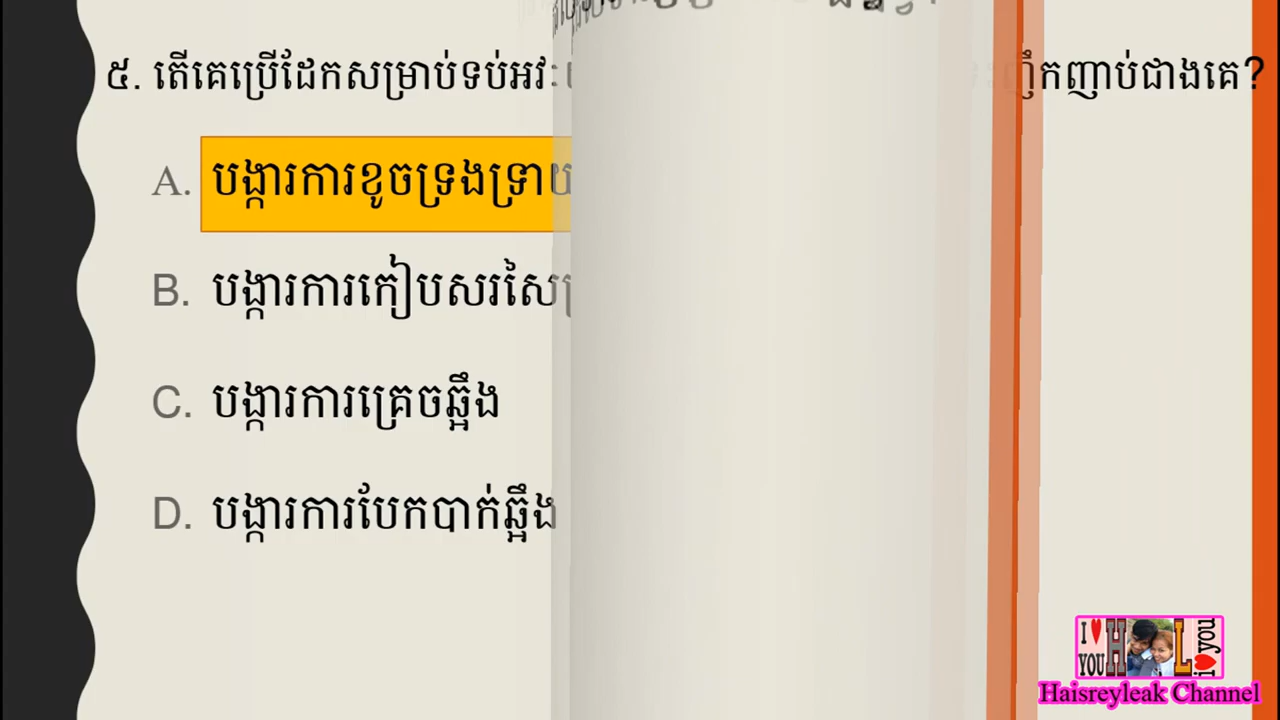 ៥. តើគេប្រើដែកសម្រាប់ទប់អវៈ ញឹកញាប់ជាងគេ?
A. បង្ការការខូចទ្រង់ទ្រាយ
B. បង្ការការកៀបសរសៃ
C. បង្ការការគ្រេចឆ្អឹង
D. បង្ការការបែកបាក់ឆ្អឹង
I ♥ YOU H L i ♥ you
Haisreyleak Channel